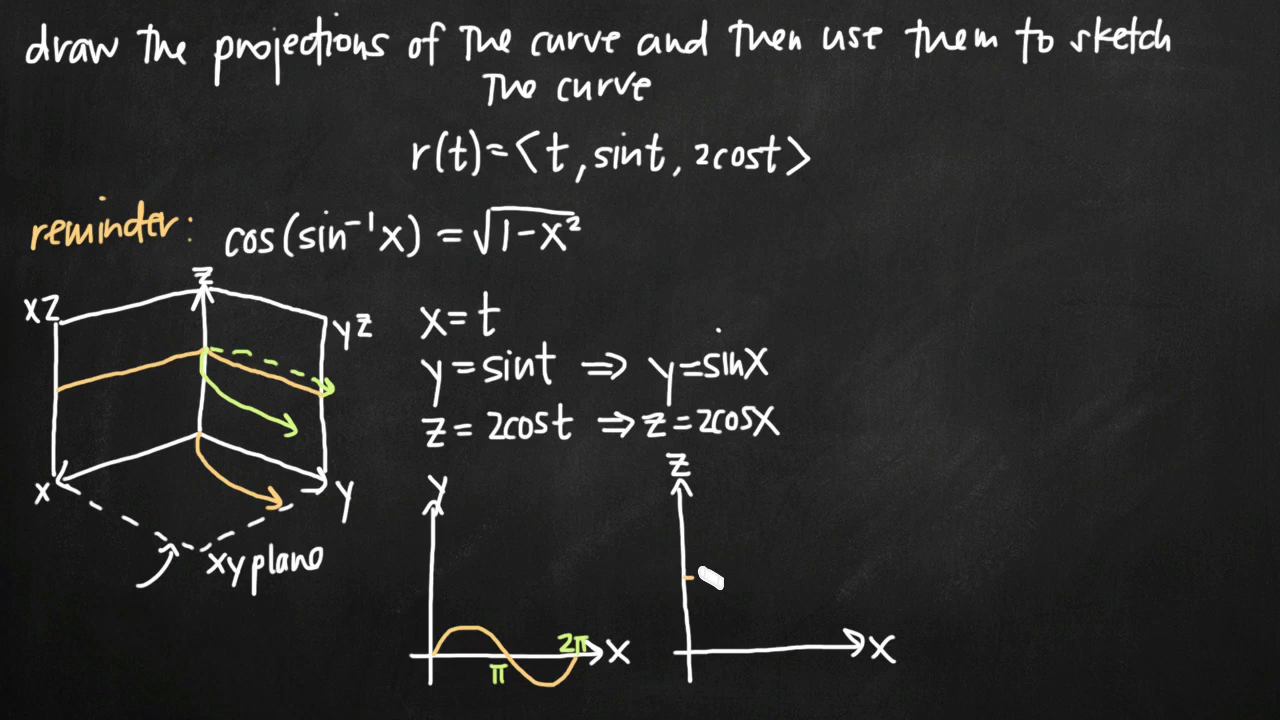 draw the projections of the curve and then use them to sketch
the curve
r(t)=⟨t, sint, 2cost⟩
reminder: cos(sin⁻¹x) = √1-x²
z
xz
yz
x
y
xy plane
x=t
y=sint ⇒ y=sinx
z=2cost ⇒ z=2cosx
y
π
2π
x
z
x